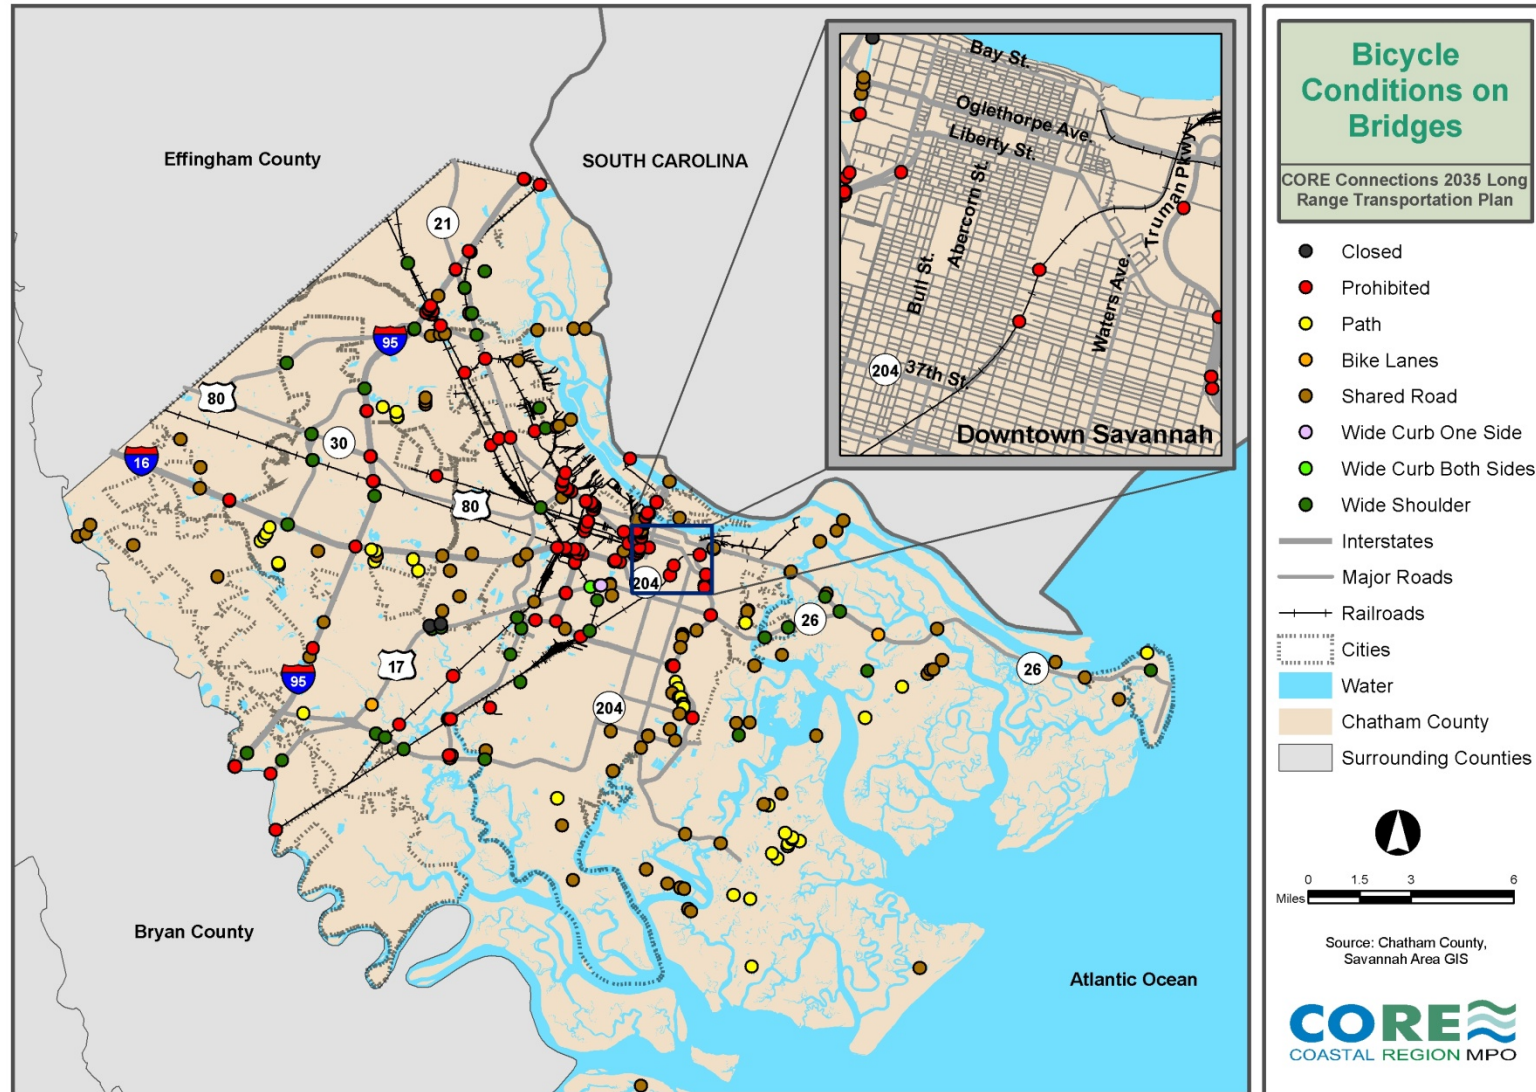 Effingham County
SOUTH CAROLINA
21
95
80
30
16
80
204
17
95
204
26
26
Bryan County
Atlantic Ocean
Bay St.
Oglethorpe Ave.
Liberty St.
Abercorn St.
Bull St.
Truman Pkwy
Waters Ave.
204
37th St.
Downtown Savannah
Bicycle
Conditions on
Bridges
CORE Connections 2035 Long
Range Transportation Plan
Closed
Prohibited
Path
Bike Lanes
Shared Road
Wide Curb One Side
Wide Curb Both Sides
Wide Shoulder
Interstates
Major Roads
Railroads
Cities
Water
Chatham County
Surrounding Counties
0 1.5 3 6
Miles
Source: Chatham County,
Savannah Area GIS
CORE
COASTAL REGION MPO